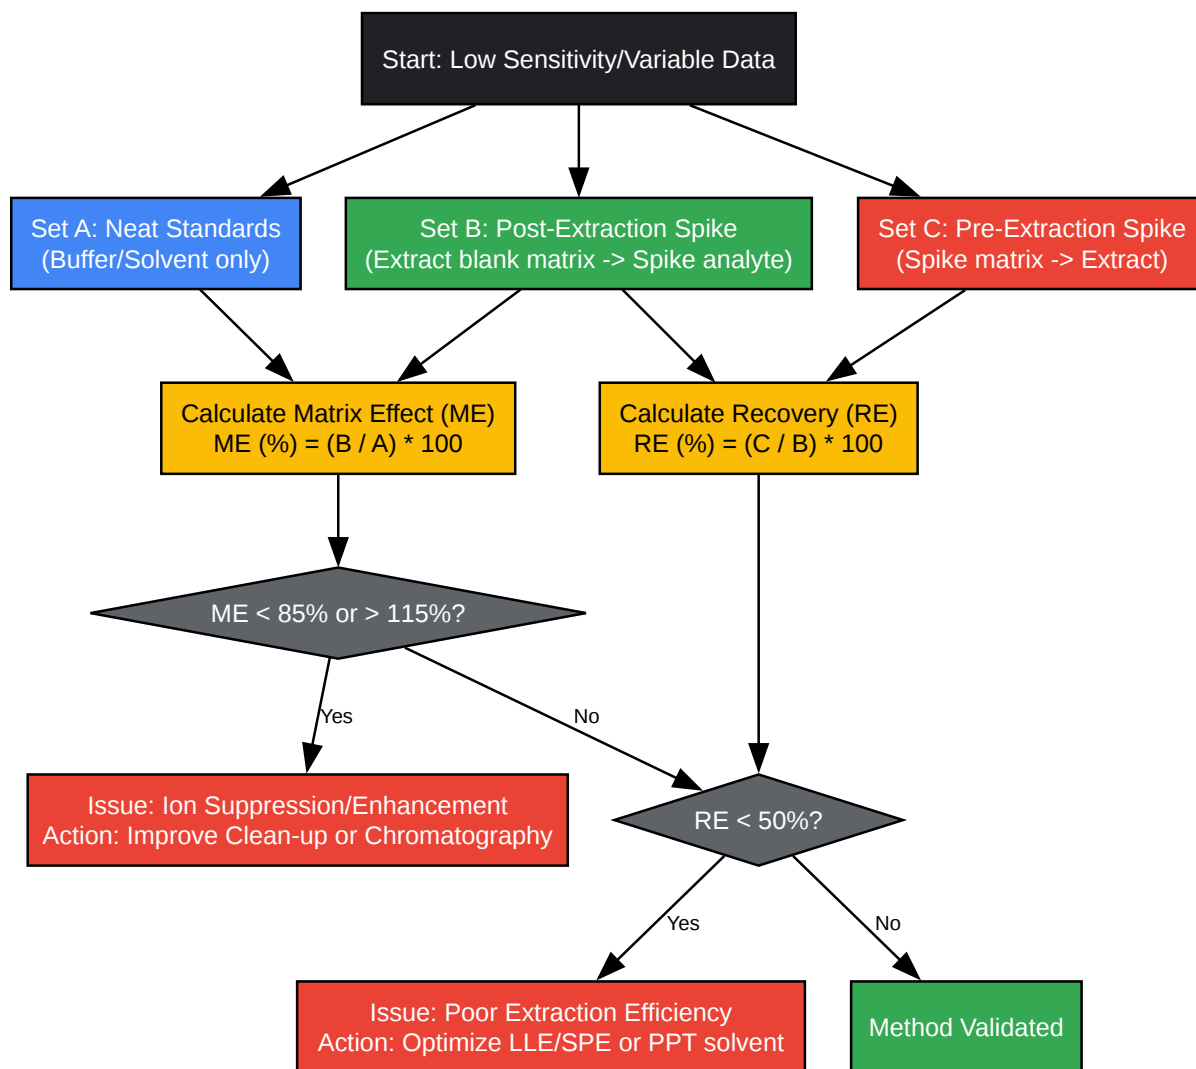 Start: Low Sensitivity/Variable Data
Set A: Neat Standards
(Buffer/Solvent only)
Set B: Post-Extraction Spike
(Extract blank matrix -> Spike analyte)
Set C: Pre-Extraction Spike
(Spike matrix -> Extract)
Calculate Matrix Effect (ME)
ME (%) = (B / A) * 100
Calculate Recovery (RE)
RE (%) = (C / B) * 100
ME < 85% or > 115%?
Yes
No
Issue: Ion Suppression/Enhancement
Action: Improve Clean-up or Chromatography
RE < 50%?
Yes
No
Issue: Poor Extraction Efficiency
Action: Optimize LLE/SPE or PPT solvent
Method Validated